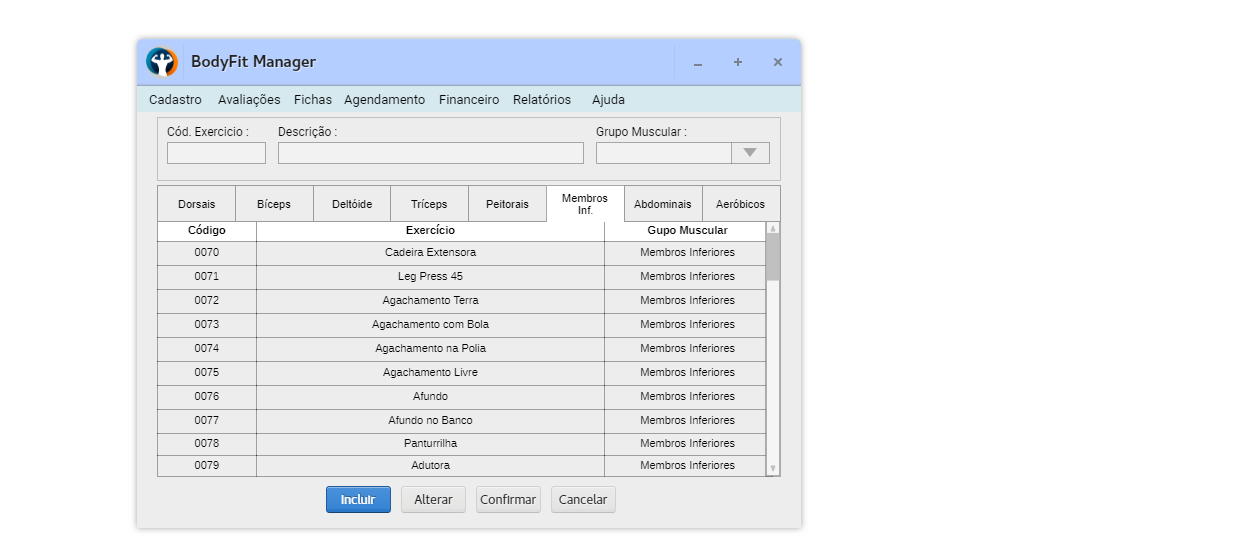 BodyFit Manager
Cadastro Avaliações Fichas Agendamento Financeiro Relatórios Ajuda
Cód. Exercicio : Descrição : Grupo Muscular :
Dorsais Bíceps Deltóide Tríceps Peitorais Membros Inf. Abdominais Aeróbicos
Código Exercício Gupo Muscular
0070 Cadeira Extensora Membros Inferiores
0071 Leg Press 45 Membros Inferiores
0072 Agachamento Terra Membros Inferiores
0073 Agachamento com Bola Membros Inferiores
0074 Agachamento na Polia Membros Inferiores
0075 Agachamento Livre Membros Inferiores
0076 Afundo Membros Inferiores
0077 Afundo no Banco Membros Inferiores
0078 Panturrilha Membros Inferiores
0079 Adutora Membros Inferiores
Incluir Alterar Confirmar Cancelar